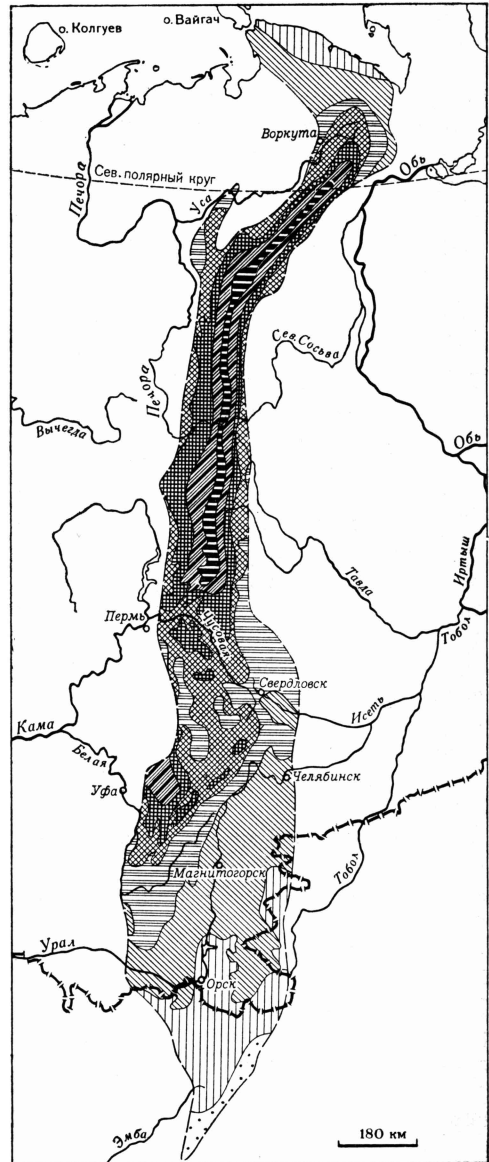 о. Колгуев
о. Вайгач
Воркута
Обь
Сев. полярный круг
Печора
Уса
Сев. Сосьва
Печора
Вычегда
Обь
Иртыш
Тавда
Тобол
Пермь
Чусовая
Свердловск
Исеть
Кама
Белая
Челябинск
Уфа
Тобол
Магнитогорск
Урал
Орск
180 км
Эмба